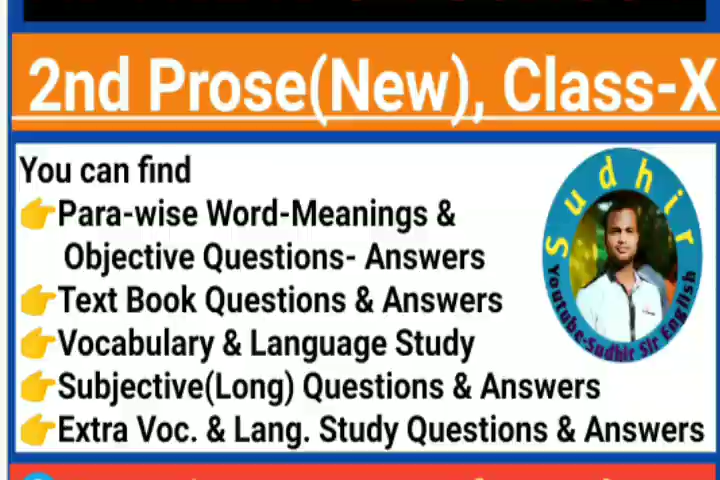 2nd Prose(New), Class-X
You can find
👉Para-wise Word-Meanings &
Objective Questions- Answers
👉Text Book Questions & Answers
👉Vocabulary & Language Study
👉Subjective(Long) Questions & Answers
👉Extra Voc. & Lang. Study Questions & Answers
Sudhir
Youtube-Sudhir Sir English